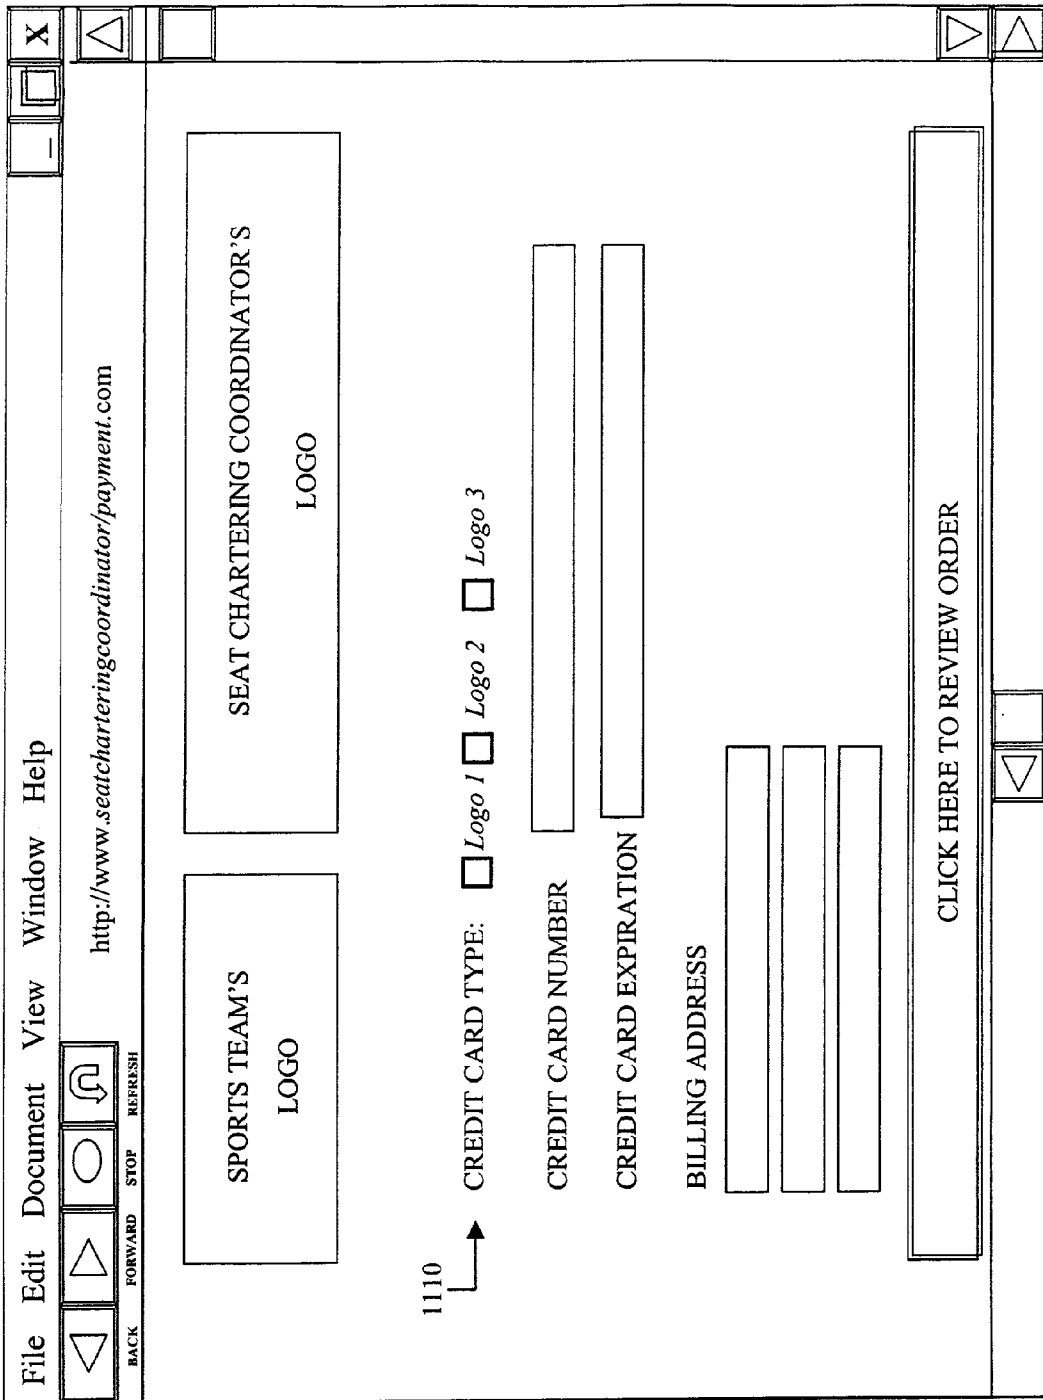 File Edit Document View Window Help
X
BACK FORWARD STOP REFRESH
http://www.seatcharteringcoordinator/payment.com
SPORTS TEAM'S
LOGO
SEAT CHARTERING COORDINATOR'S
LOGO
1110
CREDIT CARD TYPE: Logo 1 Logo 2 Logo 3
CREDIT CARD NUMBER
CREDIT CARD EXPIRATION
BILLING ADDRESS
CLICK HERE TO REVIEW ORDER